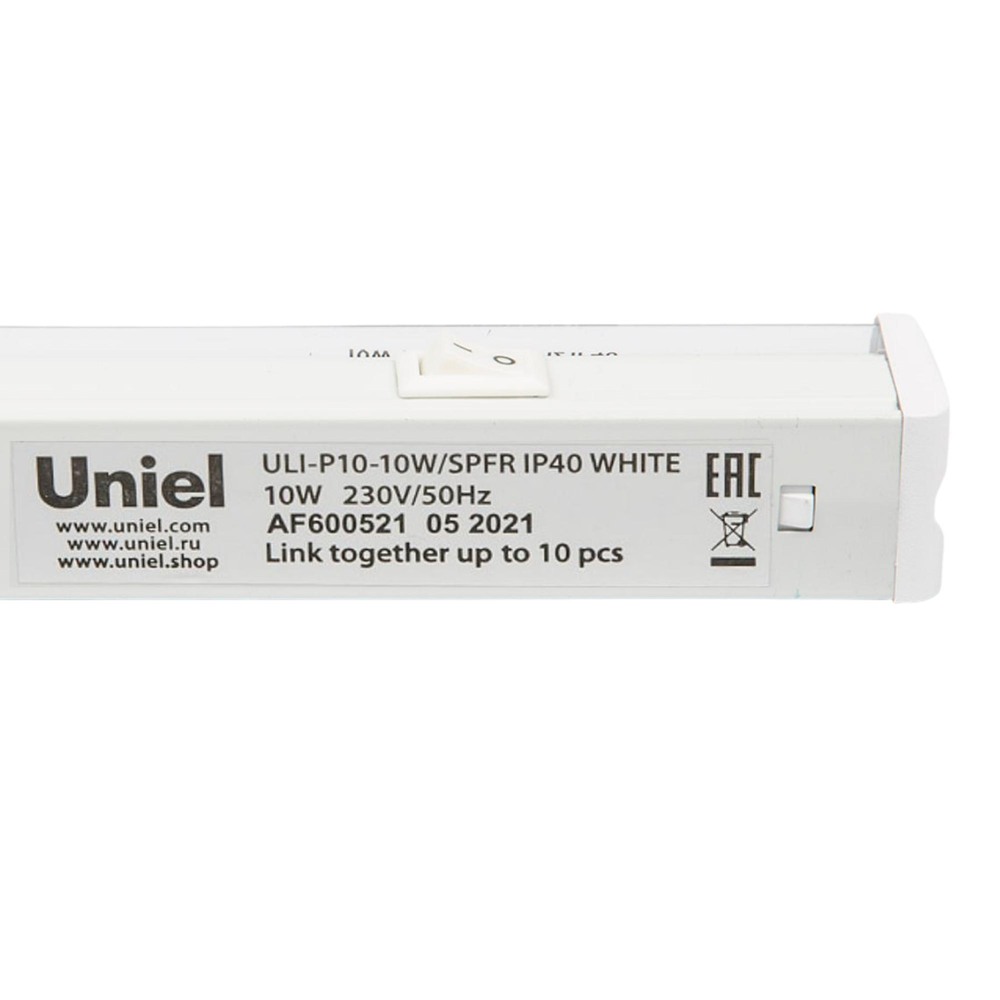 Uniel
www.uniel.com
www.uniel.ru
www.uniel.shop
ULI-P10-10W/SPFR IP40 WHITE
10W 230V/50Hz
AF600521 05 2021
Link together up to 10 pcs
EAC